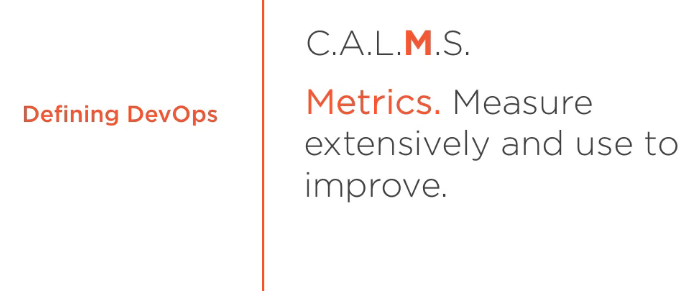 Defining DevOps
C.A.L.M.S.
Metrics. Measure
extensively and use to
improve.